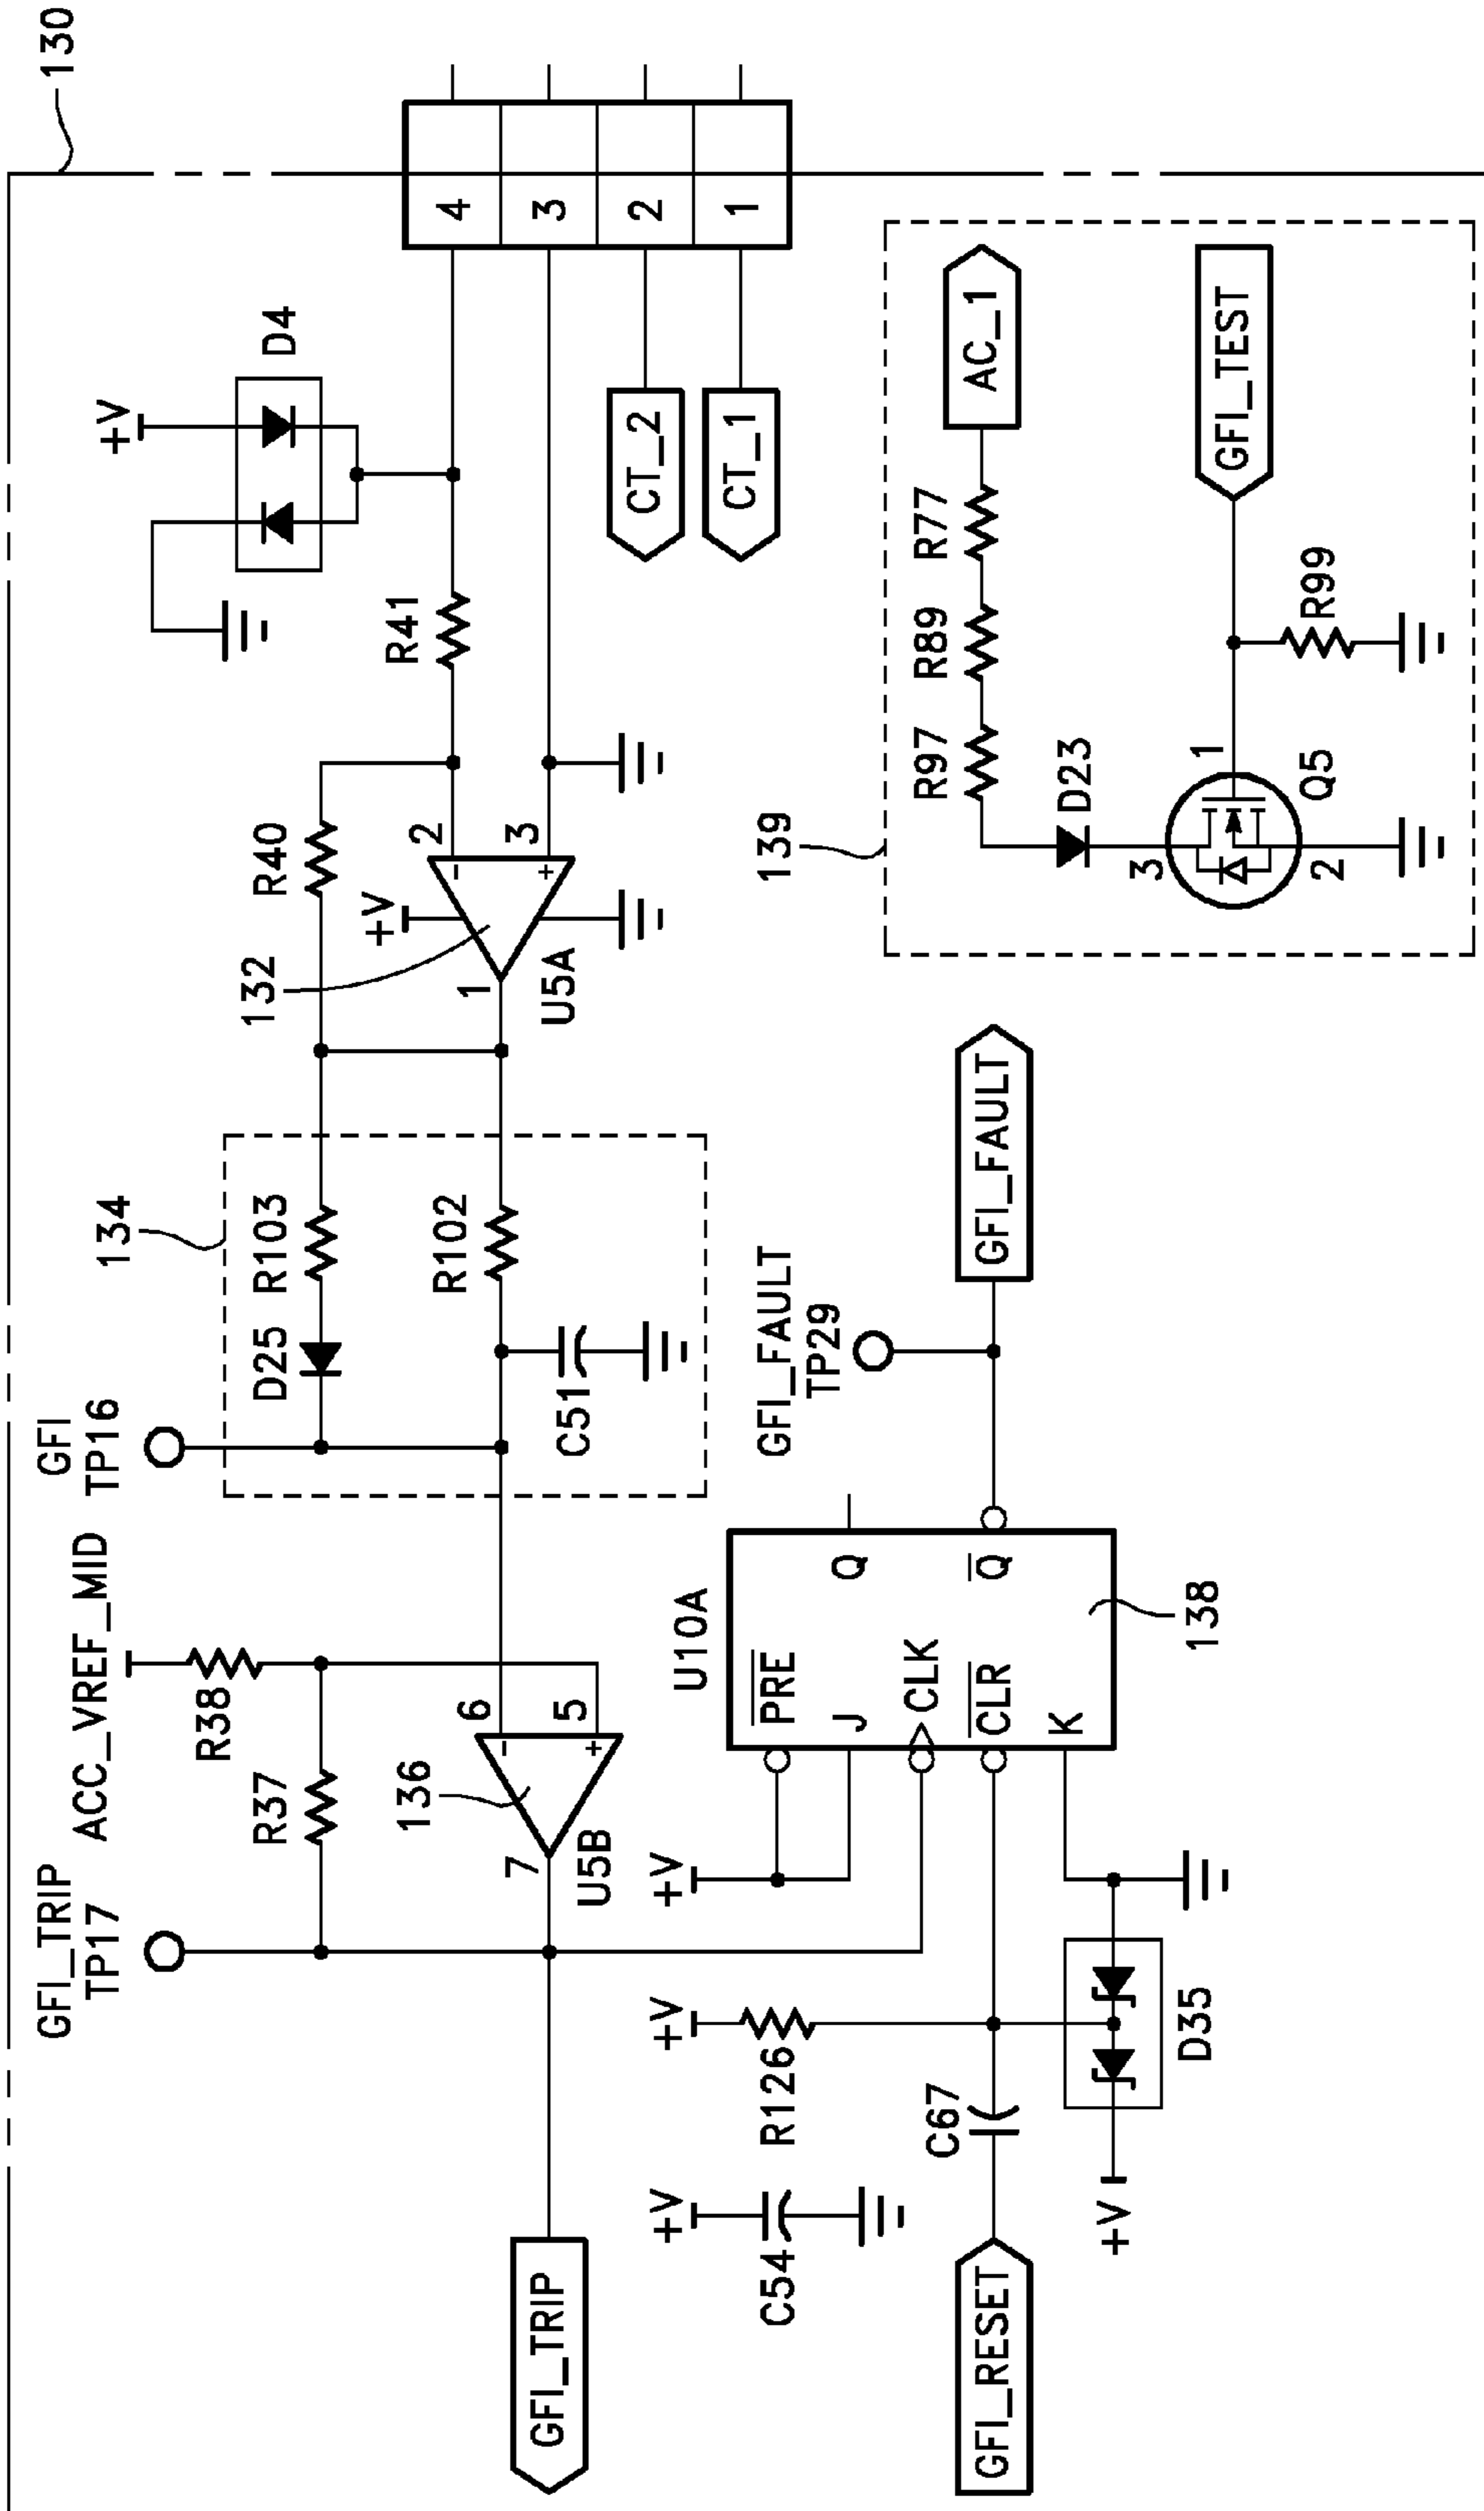 130
GFI_TRIP
TP17
ACC_VREF_MID
GFI
TP16
134
+V
D4
R38
R37
D25
R103
132
R40
R102
R41
+V
136
6
5
-
+
7
U5B
C51
1
U5A
2
3
-
+
4
3
2
1
CT_2
CT_1
GFI_TRIP
+V
C54
+V
R126
+V
U10A
PRE
J
CLK
CLR
K
Q
Q
138
GFI_FAULT
TP29
GFI_FAULT
139
R97
R89
R77
AC_1
D23
3
1
2
Q5
R99
GFI_TEST
C67
GFI_RESET
+V
D35